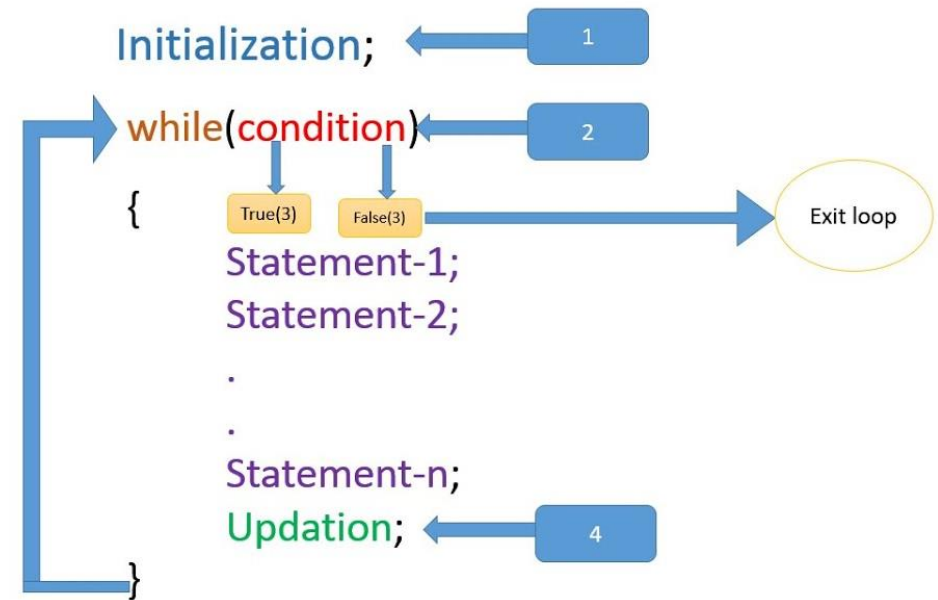 Initialization; 1
while(condition) 2
{ True(3) False(3) Exit loop
Statement-1;
Statement-2;
.
.
Statement-n;
Updation; 4
}